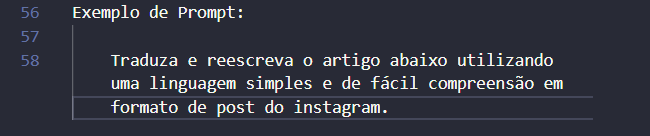 56 Exemplo de Prompt:
57
58 Traduza e reescreva o artigo abaixo utilizando
uma linguagem simples e de fácil compreensão em
formato de post do instagram.